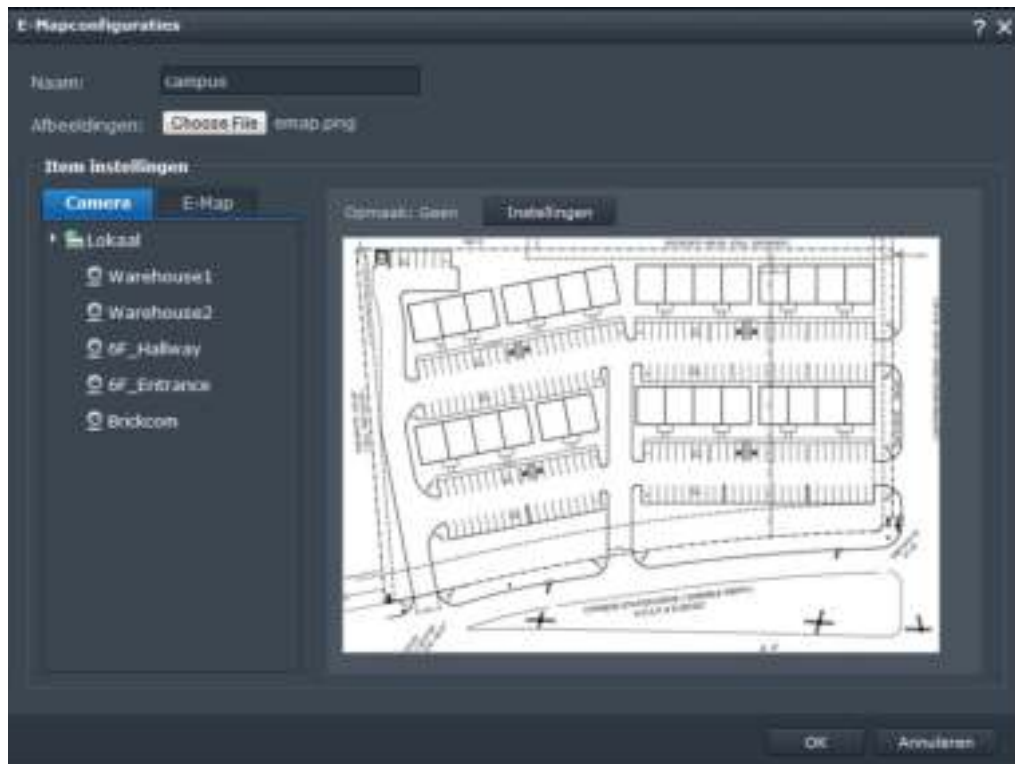 E-Mapconfiguraties
Naam: campus
Afbeeldingen: Choose File emap.png
Item instellingen
Camera E-Map
Opmaak: Geen Instellingen
Lokaal
Warehouse1
Warehouse2
6F_Hallway
6F_Entrance
Brickcom
OK Annuleren